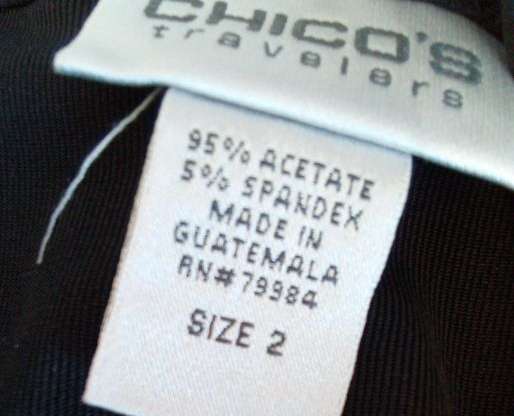 CHICO'S
travelers
95% ACETATE
5% SPANDEX
MADE IN
GUATEMALA
RN#79984
SIZE 2